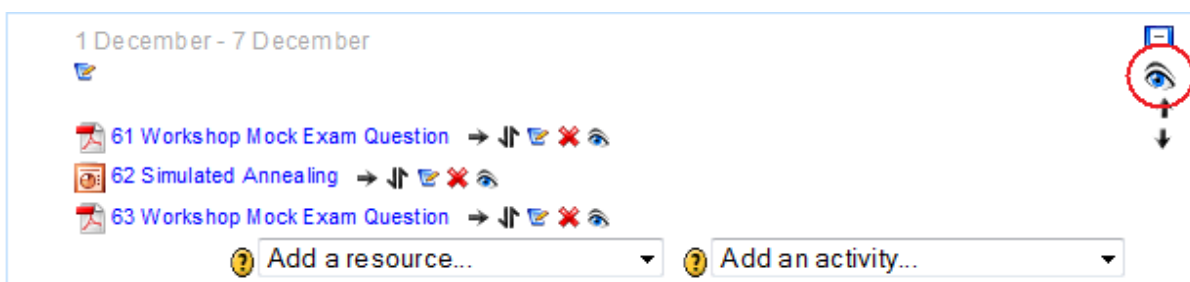 1 December - 7 December
61 Workshop Mock Exam Question
62 Simulated Annealing
63 Workshop Mock Exam Question
Add a resource... Add an activity...